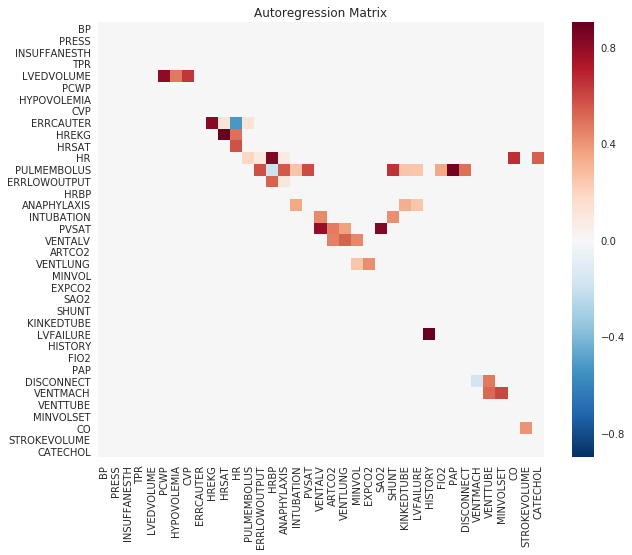 Autoregression Matrix
BP
PRESS
INSUFFANESTH
TPR
LVEDVOLUME
PCWP
HYPOVOLEMIA
CVP
ERRCAUTER
HREKG
HRSAT
HR
PULMEMBOLUS
ERRLOWOUTPUT
HRBP
ANAPHYLAXIS
INTUBATION
PVSAT
VENTALV
ARTCO2
VENTLUNG
MINVOL
EXPCO2
SAO2
SHUNT
KINKEDTUBE
LVFAILURE
HISTORY
FIO2
PAP
DISCONNECT
VENTMACH
VENTTUBE
MINVOLSET
CO
STROKEVOLUME
CATECHOL
BP
PRESS
INSUFFANESTH
TPR
LVEDVOLUME
PCWP
HYPOVOLEMIA
CVP
ERRCAUTER
HREKG
HRSAT
HR
PULMEMBOLUS
ERRLOWOUTPUT
HRBP
ANAPHYLAXIS
INTUBATION
PVSAT
VENTALV
ARTCO2
VENTLUNG
MINVOL
EXPCO2
SAO2
SHUNT
KINKEDTUBE
LVFAILURE
HISTORY
FIO2
PAP
DISCONNECT
VENTMACH
VENTTUBE
MINVOLSET
CO
STROKEVOLUME
CATECHOL
0.8
0.4
0.0
−0.4
−0.8